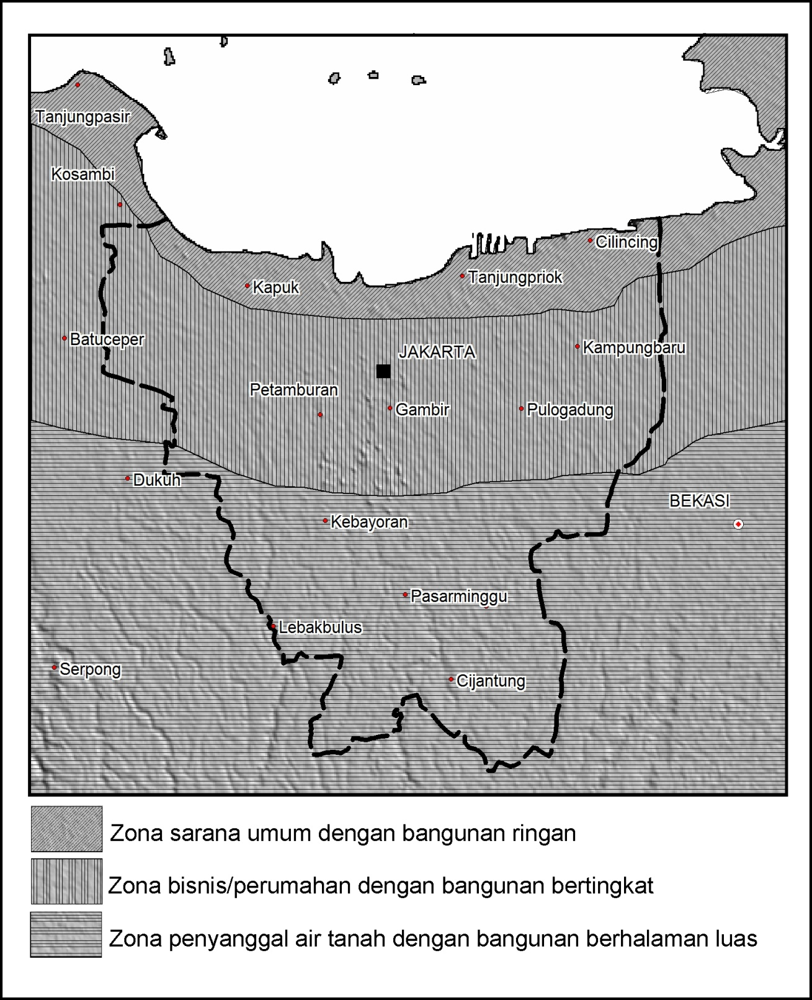 Tanjungpasir
Kosambi
Cilincing
Tanjungpriok
Kapuk
Batuceper
JAKARTA
Kampungbaru
Petamburan
Gambir
Pulogadung
Dukuh
BEKASI
Kebayoran
Pasarminggu
Lebakbulus
Serpong
Cijantung
Zona sarana umum dengan bangunan ringan
Zona bisnis/perumahan dengan bangunan bertingkat
Zona penyanggal air tanah dengan bangunan berhalaman luas